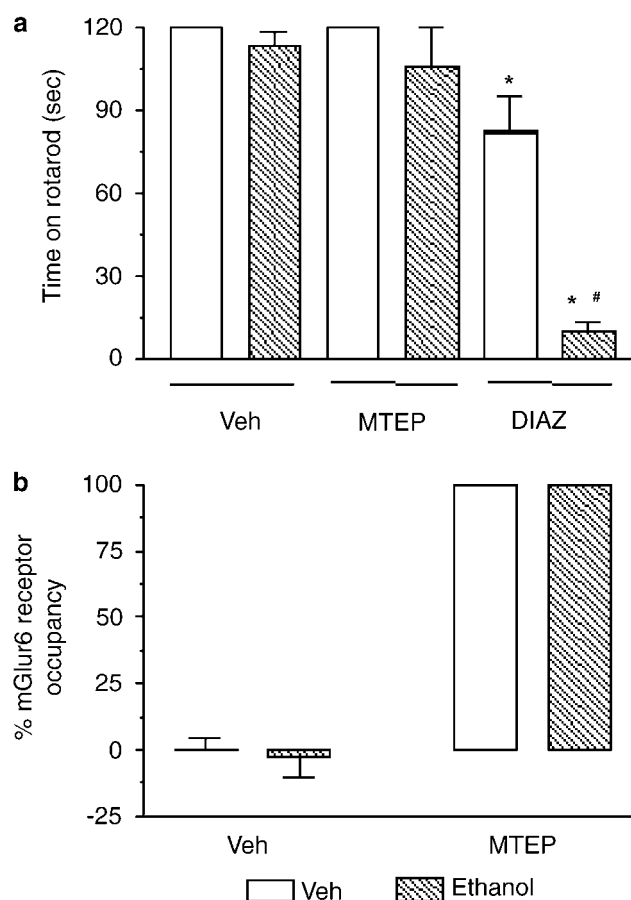 a
Time on rotarod (sec)
120
90
60
30
0
*
* #
Veh MTEP DIAZ
b
% mGlur6 receptor
occupancy
100
75
50
25
0
-25
Veh MTEP
Veh Ethanol